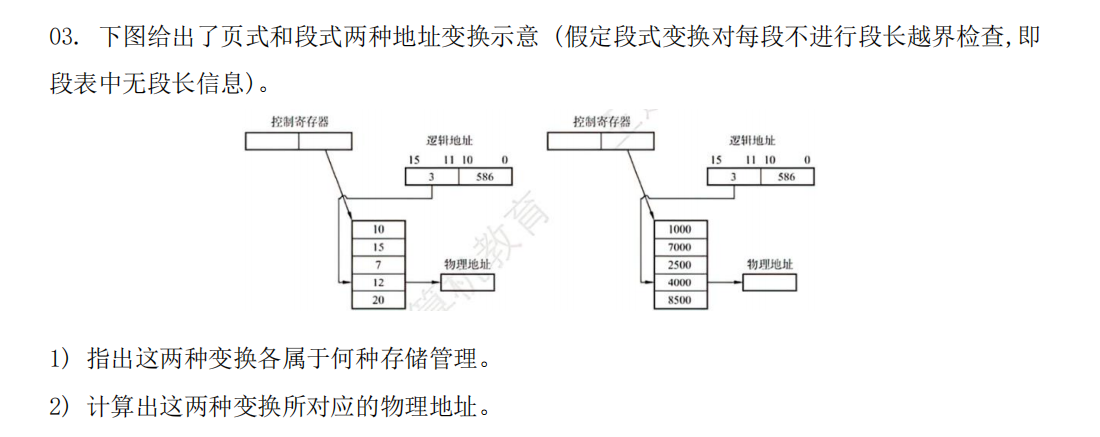 03. 下图给出了页式和段式两种地址变换示意 (假定段式变换对每段不进行段长越界检查,即
段表中无段长信息)。
控制寄存器
逻辑地址
15 11 10 0
3 586
10
15
7
12
20
物理地址
控制寄存器
逻辑地址
15 11 10 0
3 586
1000
7000
2500
4000
8500
物理地址
算机教育
1) 指出这两种变换各属于何种存储管理。
2) 计算出这两种变换所对应的物理地址。